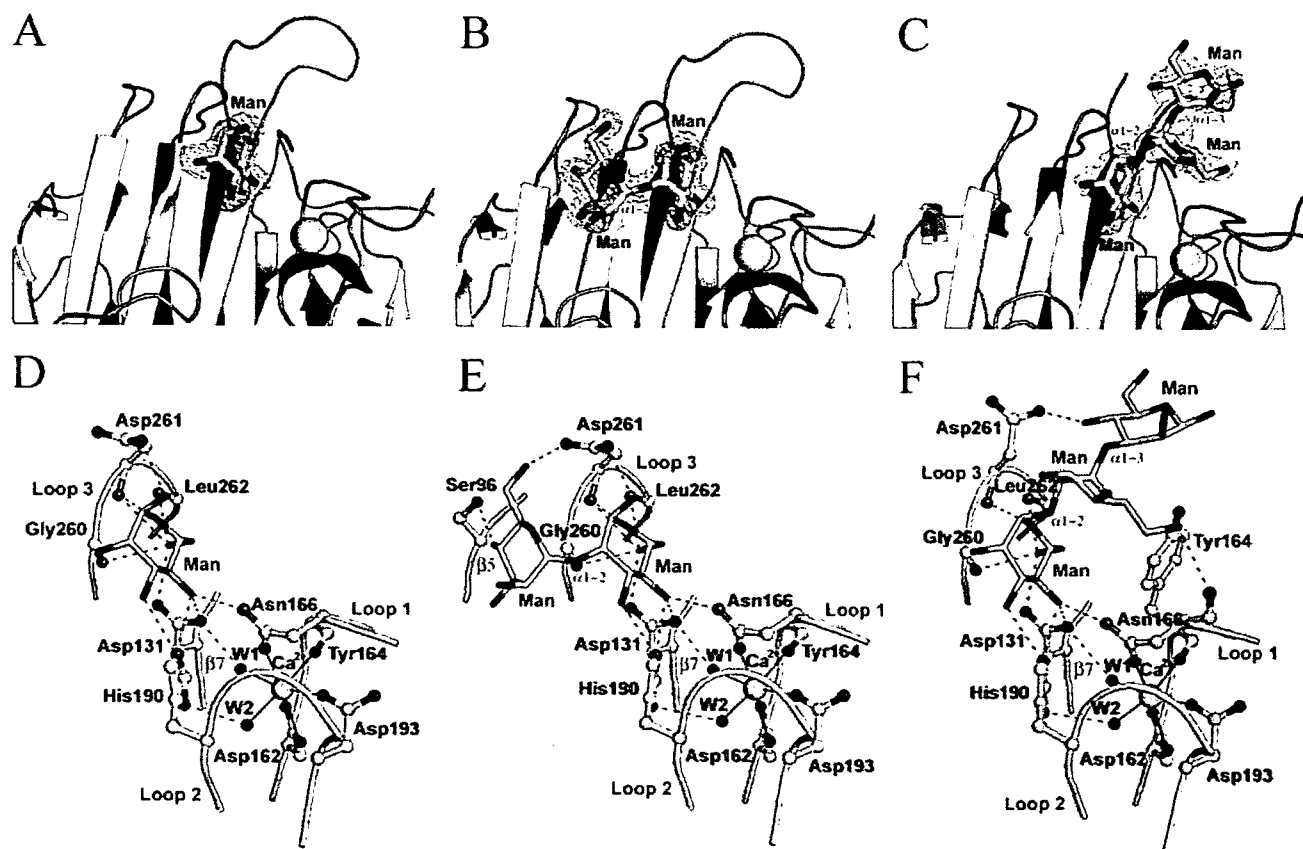 A
B
C
Man
Man
Man
α1
Man
α1-2
α1-3
Man
Man
D
E
F
Asp261
Loop 3
Leu262
Gly260
Man
Asn166
Loop 1
Asp131
W1
Ca2
Tyr164
β7
His190
W2
Asp193
Asp162
Loop 2
Asp261
Ser96
Loop 3
Leu262
Gly260
β5
α1-2
Man
Man
Asn166
Loop 1
Asp131
W1
Ca2
Tyr164
β7
His190
W2
Asp162
Asp193
Loop 2
Man
Asp261
α1-3
Man
Loop 3
Leu262
α1-2
Gly260
Tyr164
Man
Asn166
Asp131
Loop 1
β7
W1
Ca2
His190
W2
Asp162
Asp193
Loop 2